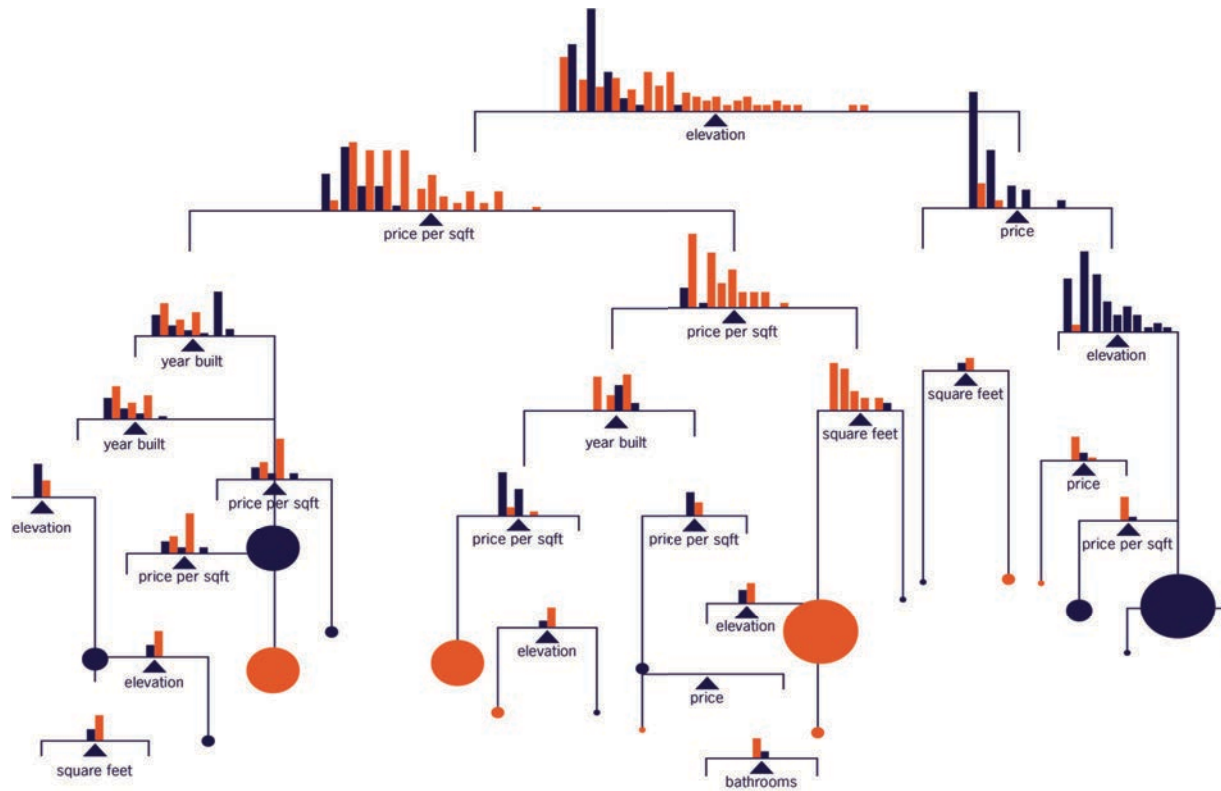 elevation
price per sqft
price
year built
price per sqft
elevation
year built
year built
square feet
square feet
elevation
price per sqft
price per sqft
price per sqft
price
price per sqft
price per sqft
elevation
elevation
elevation
price
square feet
bathrooms